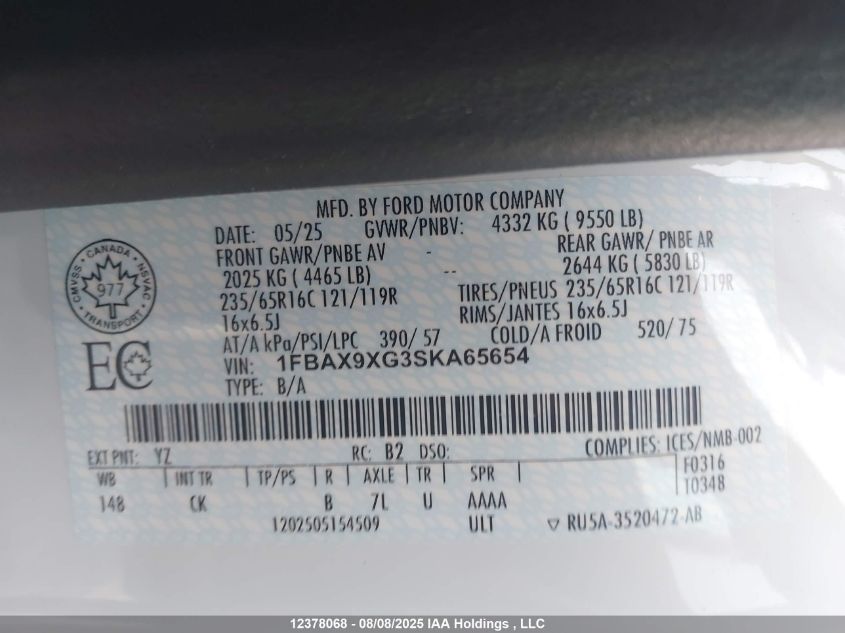 MFD. BY FORD MOTOR COMPANY
DATE: 05/25 GVWR/PNBV: 4332 KG ( 9550 LB)
FRONT GAWR/PNBE AV - REAR GAWR/ PNBE AR
2025 KG ( 4465 LB) -- 2644 KG ( 5830 LB)
235/65R16C 121/119R TIRES/PNEUS 235/65R16C 121/119R
16x6.5J RIMS/JANTES 16x6.5J
AT/A kPa/PSI/LPC 390/ 57 COLD/A FROID 520/ 75
VIN: 1FBAX9XG3SKA65654
TYPE: B/A
CMVSS · CANADA · NSVAC
977
· TRANSPORT ·
EC
EXT PNT: YZ RC: B2 DSO: COMPLIES: ICES/NMB-002
WB | INT TR | TP/PS | R | AXLE | TR | SPR | F0316
148 CK B 7L U AAAA T0348
1202505154509 ULT ▽ RU5A-3520472-AB
12378068 - 08/08/2025 IAA Holdings , LLC